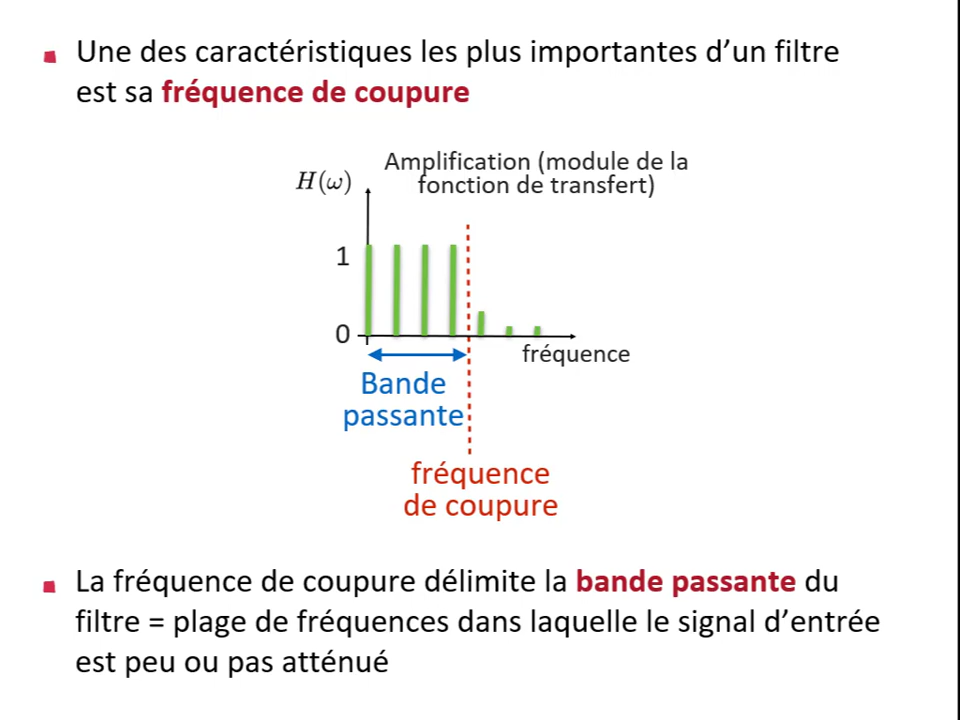 Une des caractéristiques les plus importantes d’un filtre
est sa fréquence de coupure
Amplification (module de la
fonction de transfert)
H(ω)
1
0
fréquence
Bande
passante
fréquence
de coupure
La fréquence de coupure délimite la bande passante du
filtre = plage de fréquences dans laquelle le signal d’entrée
est peu ou pas atténué